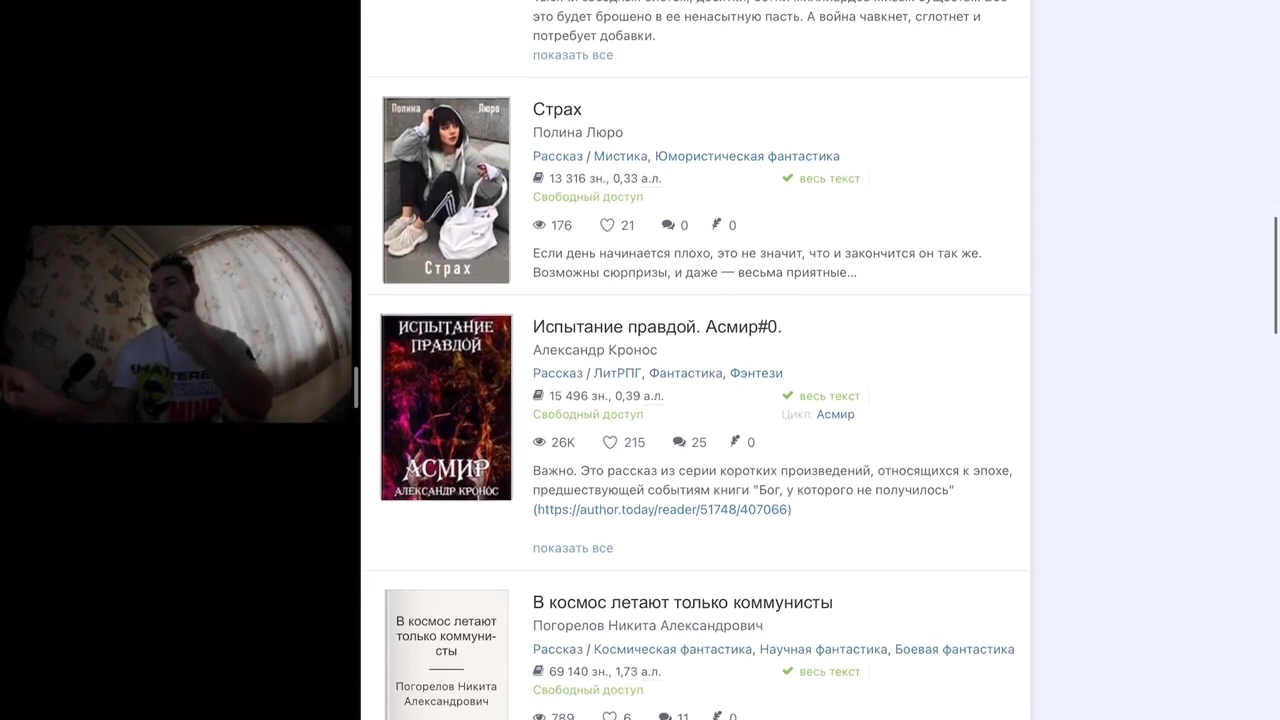 это будет брошено в ее ненасытную пасть. А война чавкнет, сглотнет и
потребует добавки.
показать все
Полина Люро
Страх
Страх
Полина Люро
Рассказ / Мистика, Юмористическая фантастика
13 316 зн., 0,33 а.л.
весь текст
Свободный доступ
176 21 0 0
Если день начинается плохо, это не значит, что и закончится он так же.
Возможны сюрпризы, и даже — весьма приятные...
ИСПЫТАНИЕ
ПРАВДОЙ
АСМИР
АЛЕКСАНДР КРОНОС
Испытание правдой. Асмир#0.
Александр Кронос
Рассказ / ЛитРПГ, Фантастика, Фэнтези
15 496 зн., 0,39 а.л.
весь текст
Свободный доступ
Цикл: Асмир
26K 215 25 0
Важно. Это рассказ из серии коротких произведений, относящихся к эпохе,
предшествующей событиям книги "Бог, у которого не получилось"
(https://author.today/reader/51748/407066)
показать все
В космос летают
только коммуни-
сты
Погорелов Никита
Александрович
В космос летают только коммунисты
Погорелов Никита Александрович
Рассказ / Космическая фантастика, Научная фантастика, Боевая фантастика
69 140 зн., 1,73 а.л.
весь текст
Свободный доступ
789 6 11 0